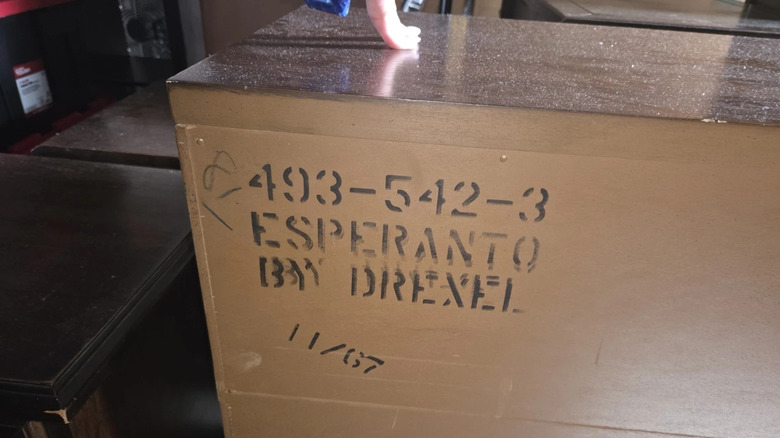 493-542-3
ESPERANTO
BY DREXEL
11/67